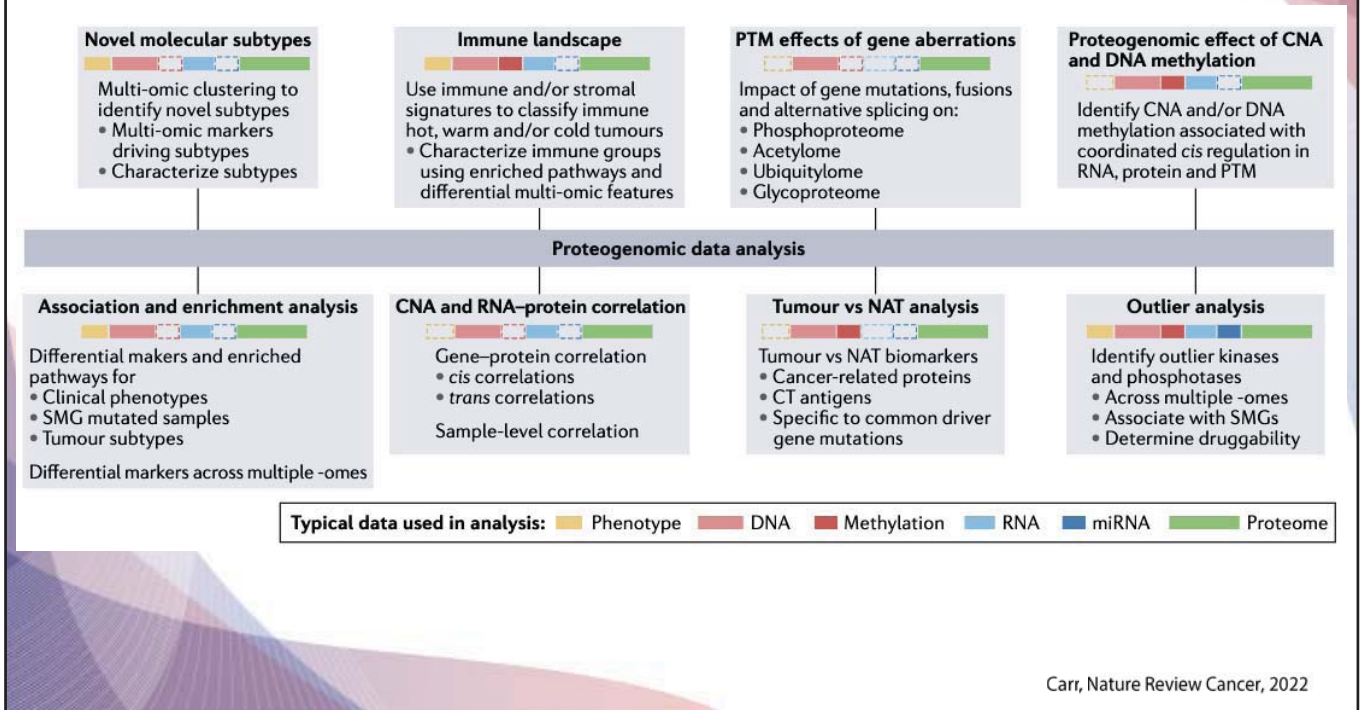 Novel molecular subtypes
Multi-omic clustering to
identify novel subtypes
• Multi-omic markers
driving subtypes
• Characterize subtypes
Immune landscape
Use immune and/or stromal
signatures to classify immune
hot, warm and/or cold tumours
• Characterize immune groups
using enriched pathways and
differential multi-omic features
PTM effects of gene aberrations
Impact of gene mutations, fusions
and alternative splicing on:
• Phosphoproteome
• Acetylome
• Ubiquitylome
• Glycoproteome
Proteogenomic effect of CNA
and DNA methylation
Identify CNA and/or DNA
methylation associated with
coordinated cis regulation in
RNA, protein and PTM
Proteogenomic data analysis
Association and enrichment analysis
Differential makers and enriched
pathways for
• Clinical phenotypes
• SMG mutated samples
• Tumour subtypes
Differential markers across multiple -omes
CNA and RNA–protein correlation
Gene–protein correlation
• cis correlations
• trans correlations
Sample-level correlation
Tumour vs NAT analysis
Tumour vs NAT biomarkers
• Cancer-related proteins
• CT antigens
• Specific to common driver
gene mutations
Outlier analysis
Identify outlier kinases
and phosphotases
• Across multiple -omes
• Associate with SMGs
• Determine druggability
Typical data used in analysis: Phenotype DNA Methylation RNA miRNA Proteome
Carr, Nature Review Cancer, 2022